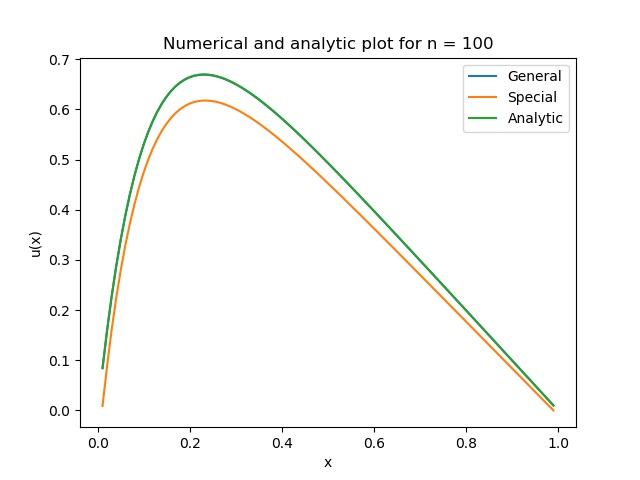 Numerical and analytic plot for n = 100
General
Special
Analytic
u(x)
0.7
0.6
0.5
0.4
0.3
0.2
0.1
0.0
0.0 0.2 0.4 0.6 0.8 1.0
x